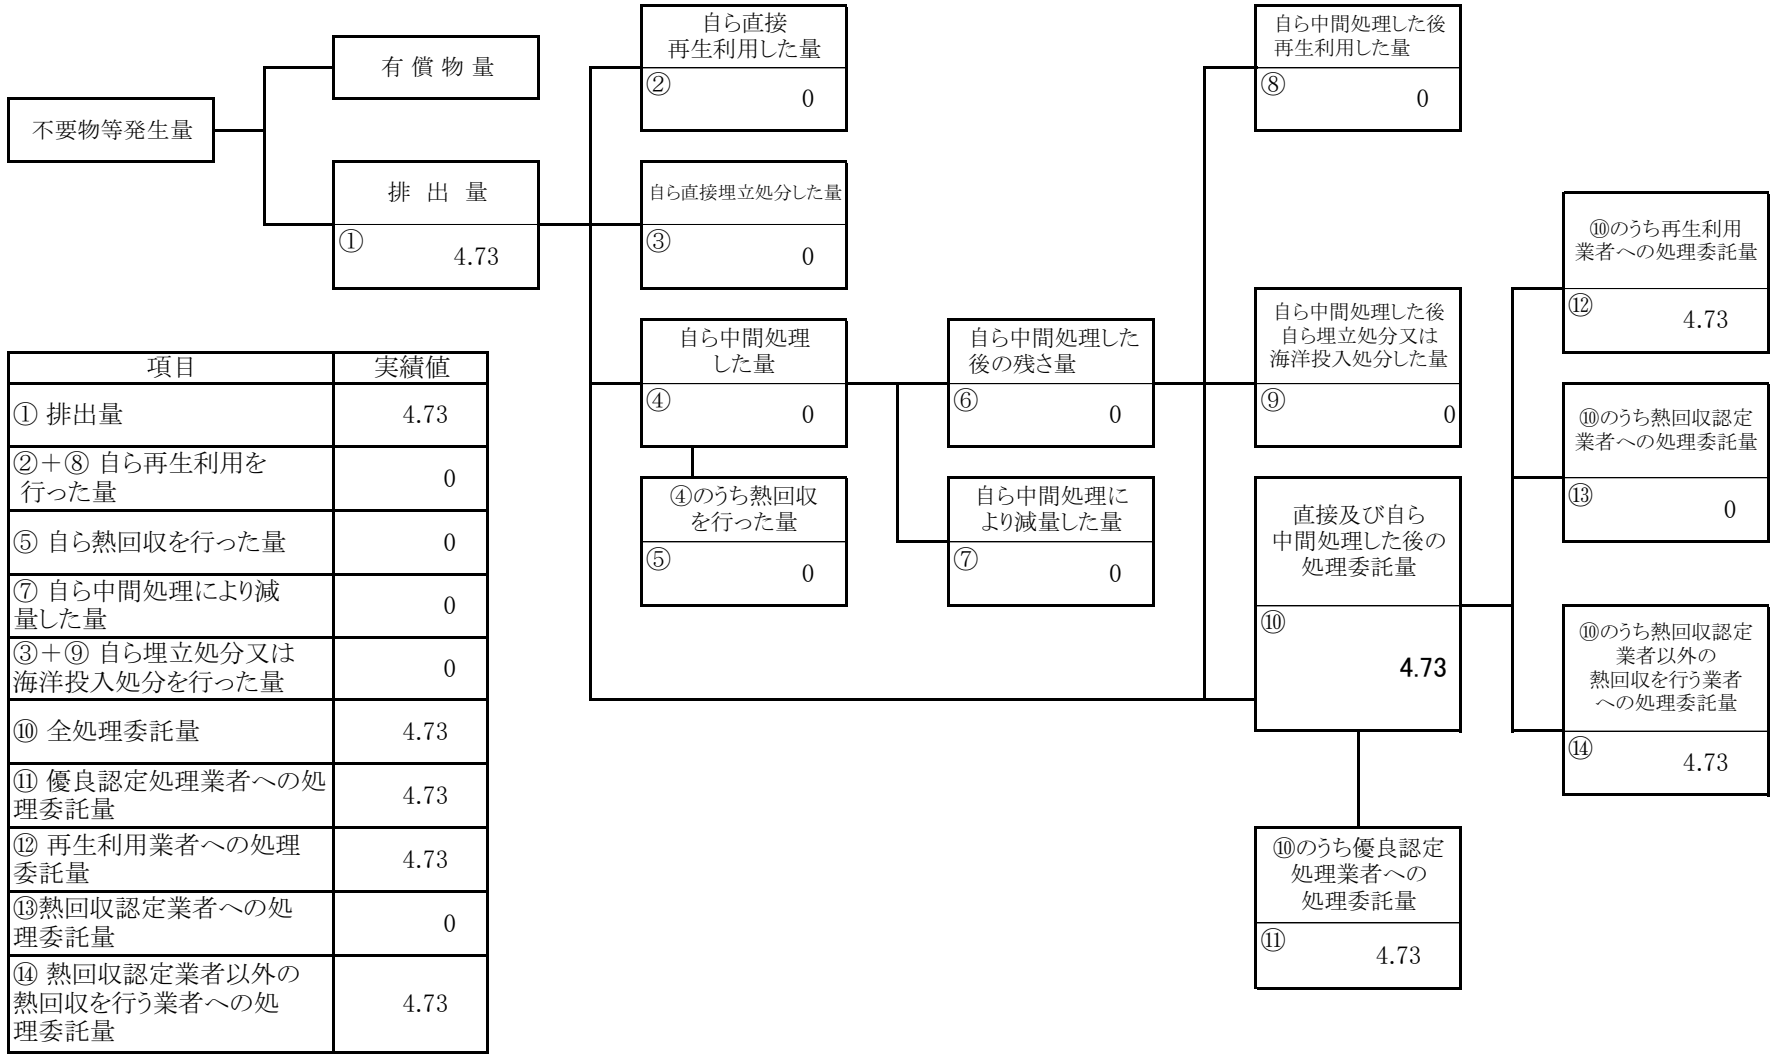 不要物等発生量
有 償 物 量
排 出 量
①
4.73
自ら直接
再生利用した量
②
0
自ら直接埋立処分した量
③
0
自ら中間処理
した量
④
0
④のうち熱回収
を行った量
⑤
0
自ら中間処理した
後の残さ量
⑥
0
自ら中間処理に
より減量した量
⑦
0
自ら中間処理した後
再生利用した量
⑧
0
自ら中間処理した後
自ら埋立処分又は
海洋投入処分した量
⑨
0
直接及び自ら
中間処理した後の
処理委託量
⑩
4.73
⑩のうち優良認定
処理業者への
処理委託量
⑪
4.73
⑩のうち再生利用
業者への処理委託量
⑫
4.73
⑩のうち熱回収認定
業者への処理委託量
⑬
0
⑩のうち熱回収認定
業者以外の
熱回収を行う業者
への処理委託量
⑭
4.73
項目 実績値
① 排出量 4.73
②+⑧ 自ら再生利用を
行った量 0
⑤ 自ら熱回収を行った量 0
⑦ 自ら中間処理により減
量した量 0
③+⑨ 自ら埋立処分又は
海洋投入処分を行った量 0
⑩ 全処理委託量 4.73
⑪ 優良認定処理業者への処
理委託量 4.73
⑫ 再生利用業者への処理
委託量 4.73
⑬熱回収認定業者への処
理委託量 0
⑭ 熱回収認定業者以外の
熱回収を行う業者への処
理委託量 4.73